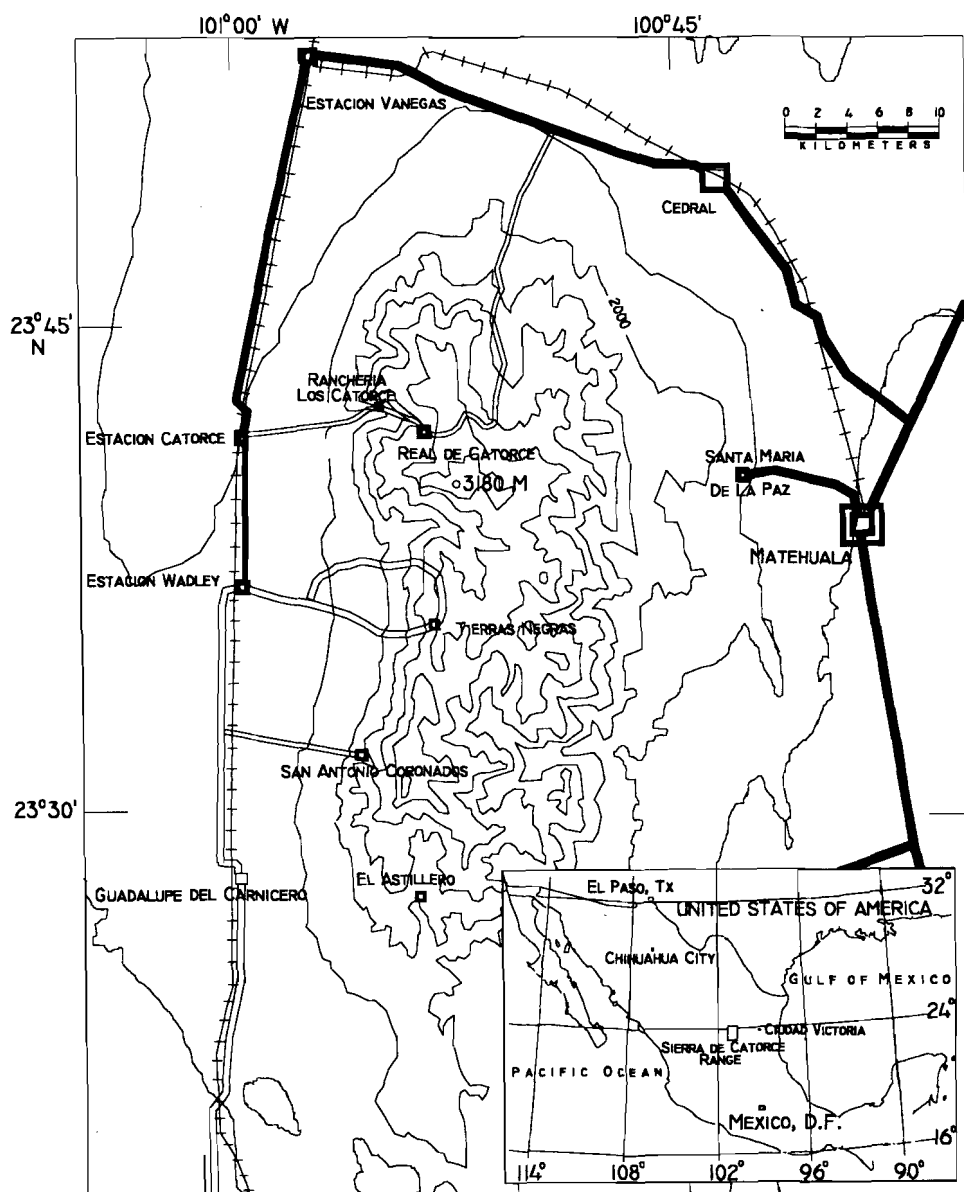 101° 00' W
100° 45'
ESTACION VANEGAS
0 2 4 6 8 10
KILOMETERS
CEDRAL
2000
23° 45'
N
RANCHERIA
LOS CATORCE
ESTACION CATORCE
REAL DE CATORCE
3180 M
SANTA MARIA
DE LA PAZ
MATEHUALA
ESTACION WADLEY
TIERRAS NEGRAS
SAN ANTONIO CORONADOS
23° 30'
EL ASTILLERO
GUADALUPE DEL CARNICERO
EL PASO, TX
32°
UNITED STATES OF AMERICA
CHIHUAHUA CITY
GULF OF MEXICO
24°
CIUDAD VICTORIA
SIERRA DE CATORCE
RANGE
PACIFIC OCEAN
MEXICO, D.F.
16°
114° 108° 102° 96° 90°